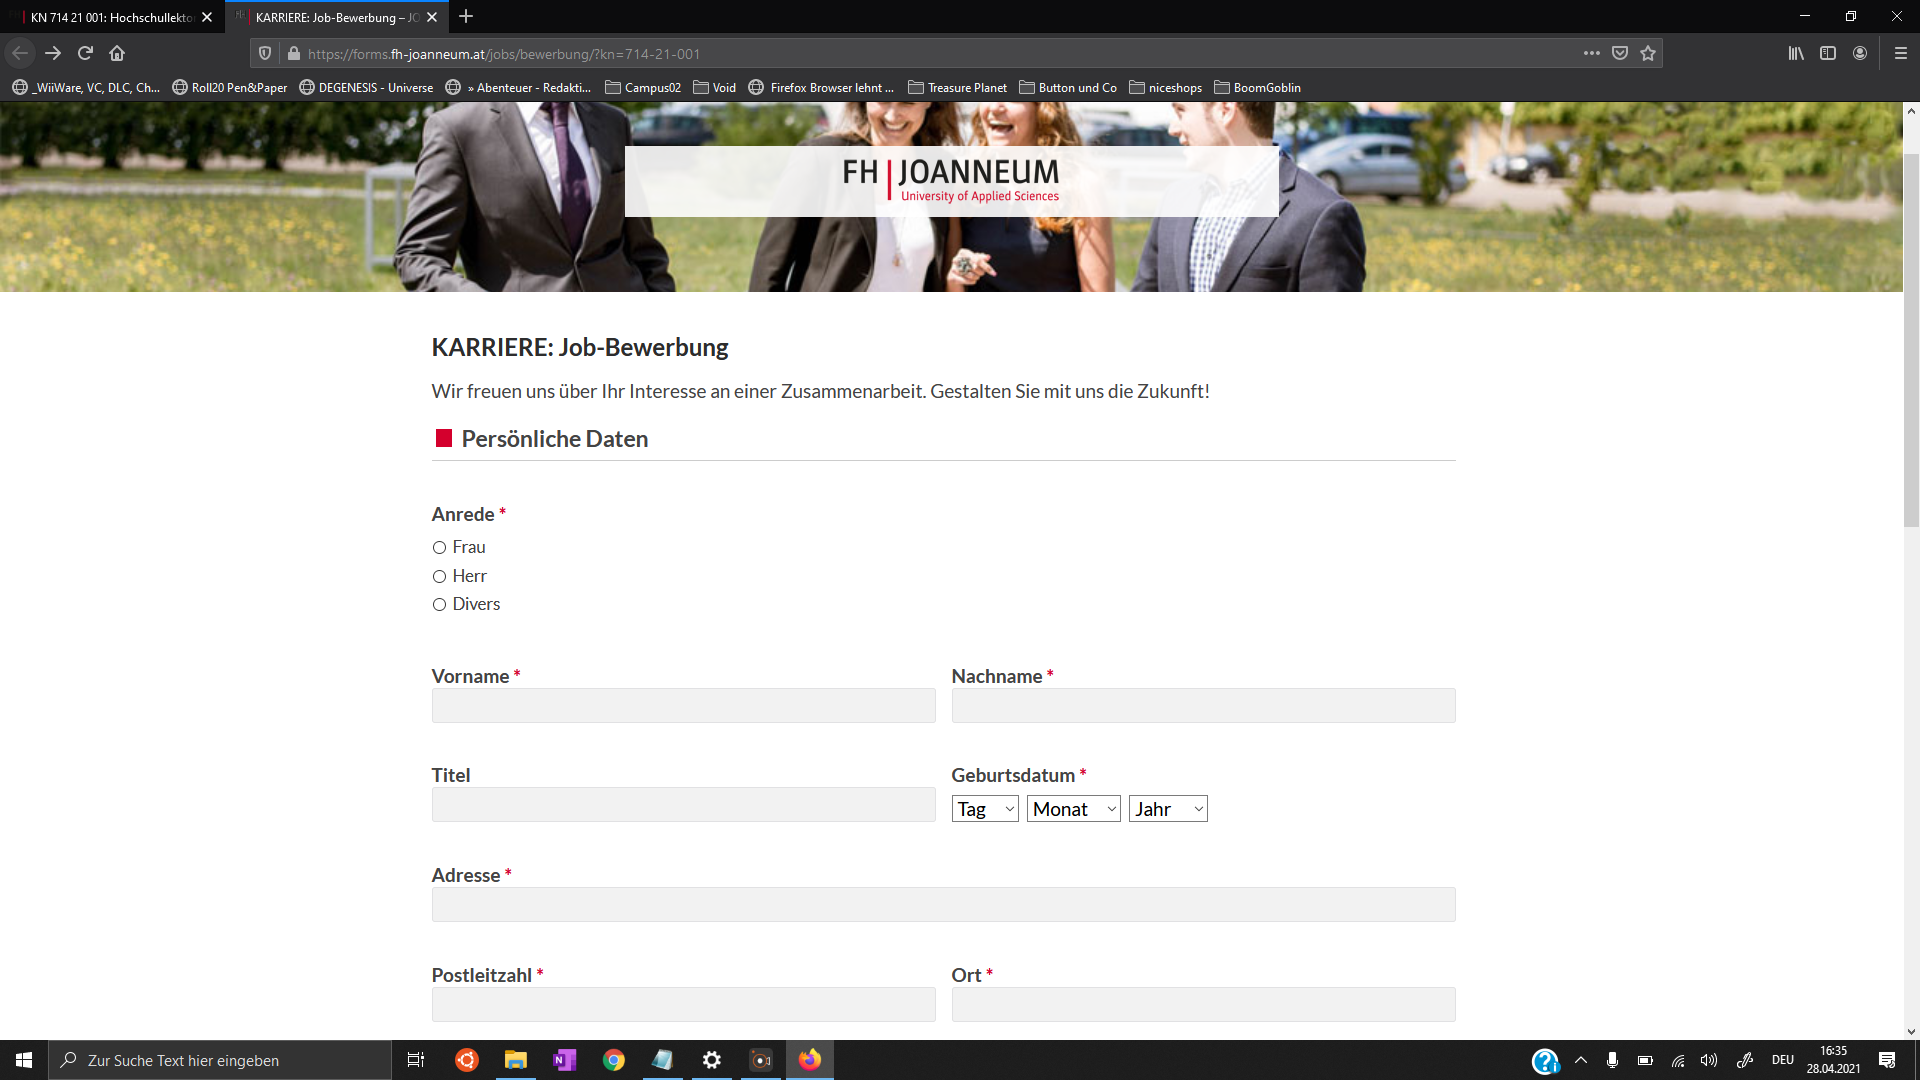 KN 714 21 001: Hochschullekto
KARRIERE: Job-Bewerbung – JO
https://forms.fh-joanneum.at/jobs/bewerbung/?kn=714-21-001
_WiiWare, VC, DLC, Ch... Roll20 Pen&Paper DEGENESIS - Universe » Abenteuer - Redakti... Campus02 Void Firefox Browser lehnt ... Treasure Planet Button und Co niceshops BoomGoblin
FH JOANNEUM
University of Applied Sciences
KARRIERE: Job-Bewerbung
Wir freuen uns über Ihr Interesse an einer Zusammenarbeit. Gestalten Sie mit uns die Zukunft!
Persönliche Daten
Anrede *
Frau
Herr
Divers
Vorname * Nachname *
Titel Geburtsdatum *
Tag Monat Jahr
Adresse *
Postleitzahl * Ort *
Zur Suche Text hier eingeben
DEU
16:35
28.04.2021